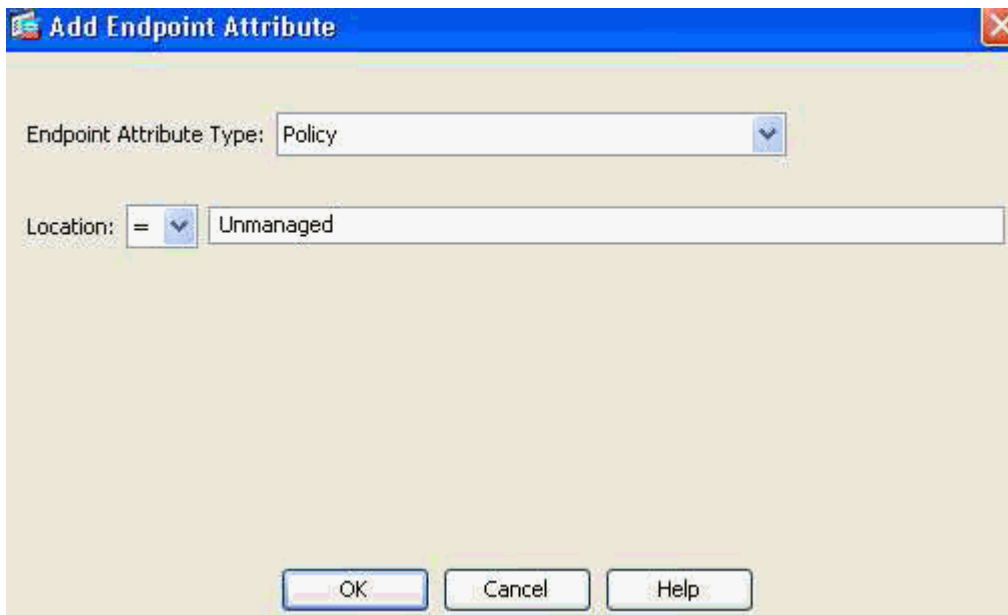 Add Endpoint Attribute
Endpoint Attribute Type: Policy
Location: = Unmanaged
OK Cancel Help